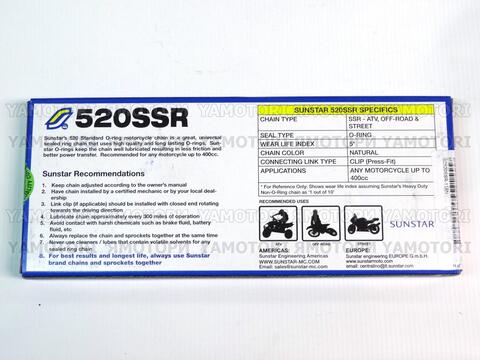 520SSR
Sunstar's 520 Standard O-ring motorcycle chain is a great, universal
sealed ring chain that uses high quality and long lasting O-rings. Sun-
star O-rings keep the chain well lubricated resulting in less friction and
better power transfer. Recommended for any motorcycle up to 400cc.
Sunstar Recommendations
1. Keep chain adjusted according to the owner's manual
2. Have chain installed by a certified mechanic or by your local deal-
ership
3. Link clip (if applicable) should be installed with closed end rotating
towards the driving direction.
4. Lubricate chain approximately every 300 miles of operation
5. Avoid contact with harsh chemicals such as brake fluid, battery
fluid, etc
6. Always replace the chain and sprockets together at the same time
7. Never use cleaners / lubes that contain volatile solvents for any
sealed ring chain.
8. For best results and longest life, always use Sunstar
brand chains and sprockets together
SUNSTAR 520SSR SPECIFICS
CHAIN TYPE SSR - ATV, OFF-ROAD &
STREET
SEAL TYPE O-RING
WEAR LIFE INDEX 5*
CHAIN COLOR NATURAL
CONNECTING LINK TYPE CLIP (Press-Fit)
APPLICATIONS ANY MOTORCYCLE UP TO
400cc
* For Reference Only: Shows wear life index assuming Sunstar's Heavy Duty
Non-O-Ring chain as "1 out of 10"
RECOMMENDED USES
ATV OFF ROAD STREET
SUNSTAR
AMERICAS:
Sunstar Engineering Americas
WWW.SUNSTAR-MC.COM
Email: sales@sunstar-mc.com
EUROPE:
Sunstar engineering EUROPE G.m.b.H.
www.sunstarmoto.com
email: centralino@it.sunstar.com
YAMOTORI YAMOTORI YAMOTORI YAMOTORI